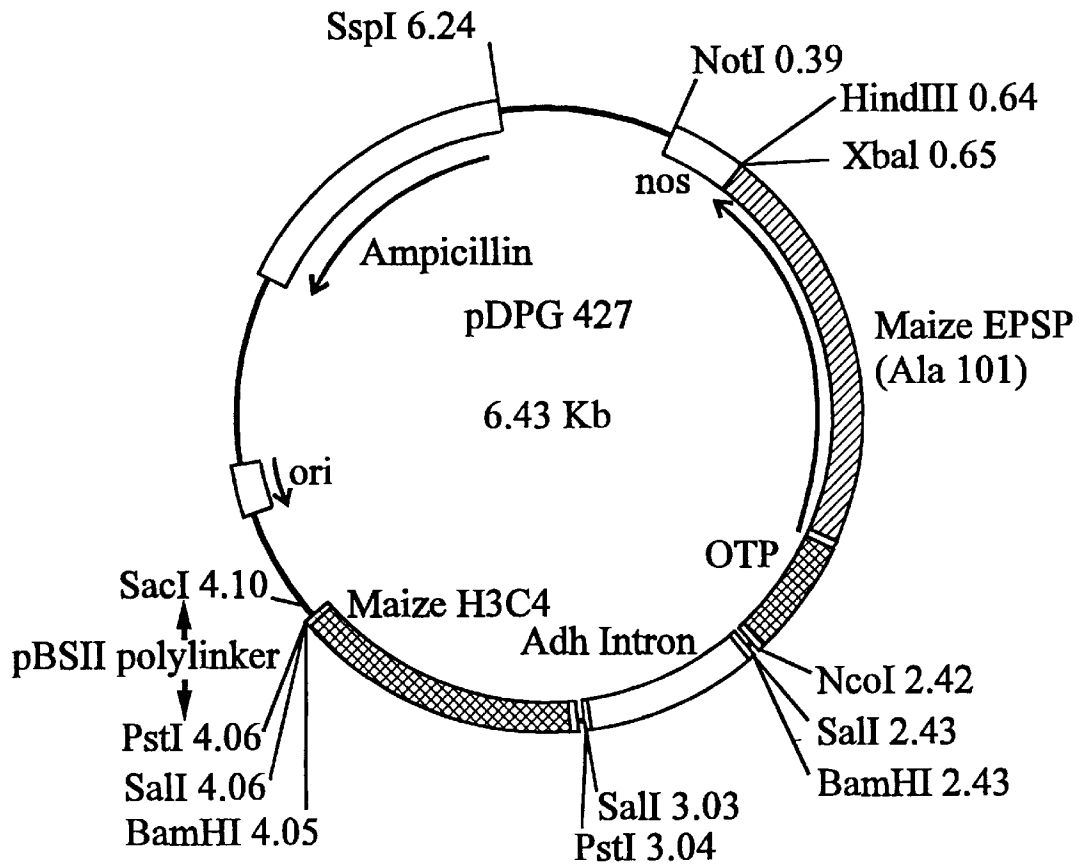 SspI 6.24
NotI 0.39
HindIII 0.64
XbaI 0.65
nos
Ampicillin
pDPG 427
6.43 Kb
Maize EPSP
(Ala 101)
ori
OTP
SacI 4.10
Maize H3C4
Adh Intron
pBSII polylinker
NcoI 2.42
SalI 2.43
BamHI 2.43
PstI 4.06
SalI 4.06
BamHI 4.05
SalI 3.03
PstI 3.04